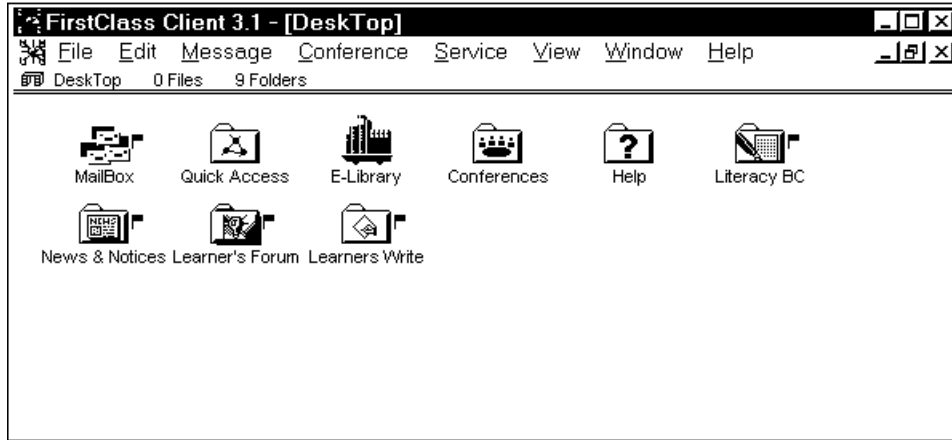 FirstClass Client 3.1 - [DeskTop]
File Edit Message Conference Service View Window Help
DeskTop 0 Files 9 Folders
MailBox Quick Access E-Library Conferences Help Literacy BC
News & Notices Learner's Forum Learners Write